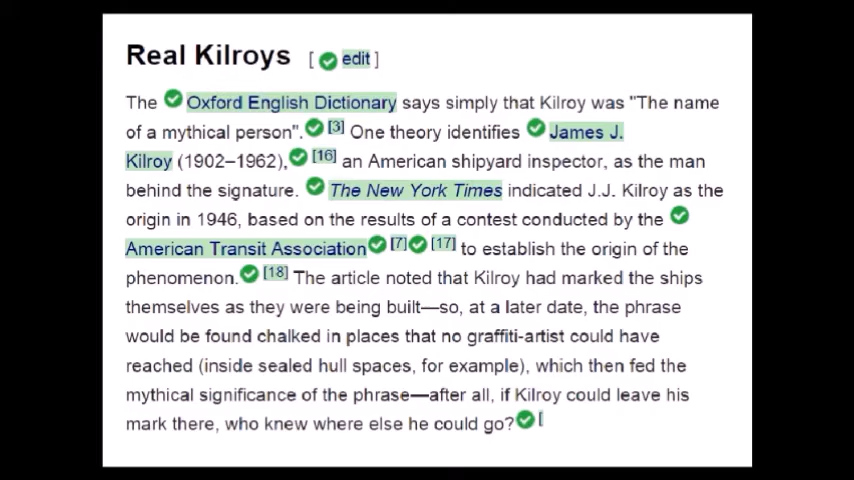 Real Kilroys [ edit ]
The Oxford English Dictionary says simply that Kilroy was "The name
of a mythical person".[3] One theory identifies James J.
Kilroy (1902–1962),[16] an American shipyard inspector, as the man
behind the signature. The New York Times indicated J.J. Kilroy as the
origin in 1946, based on the results of a contest conducted by the
American Transit Association[7][17] to establish the origin of the
phenomenon.[18] The article noted that Kilroy had marked the ships
themselves as they were being built—so, at a later date, the phrase
would be found chalked in places that no graffiti-artist could have
reached (inside sealed hull spaces, for example), which then fed the
mythical significance of the phrase—after all, if Kilroy could leave his
mark there, who knew where else he could go?[